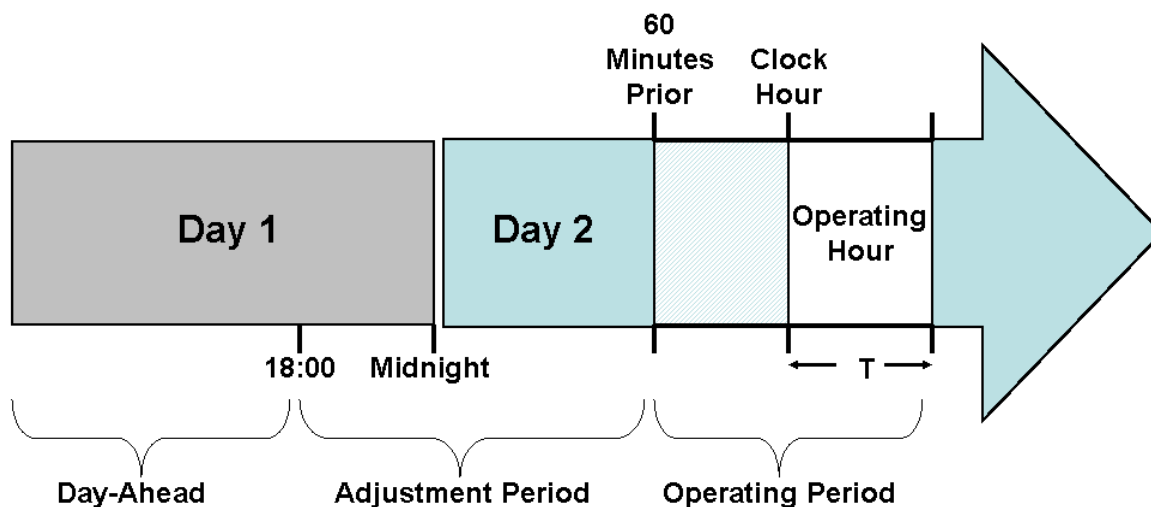 60
Minutes
Prior
Clock
Hour
Day 1
Day 2
Operating
Hour
18:00
Midnight
T
Day-Ahead
Adjustment Period
Operating Period